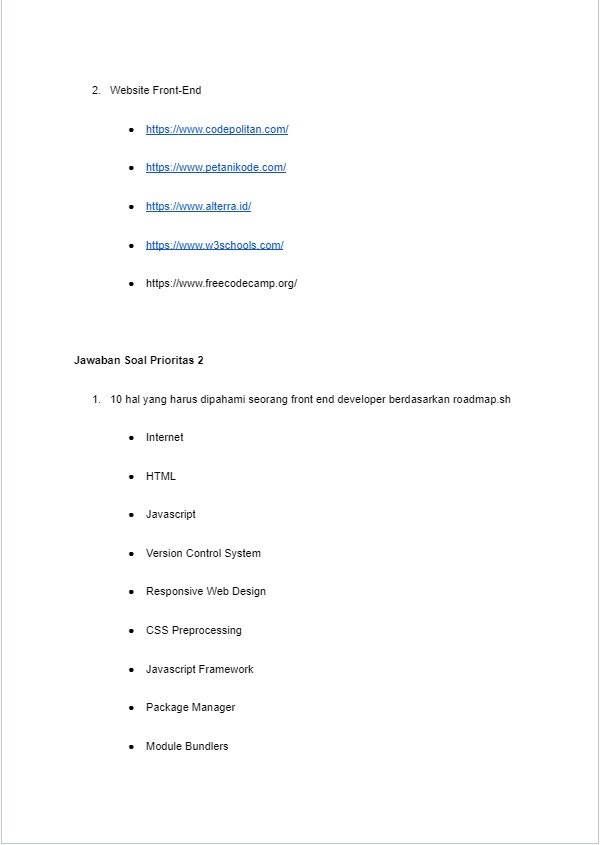 2. Website Front-End
● https://www.codepolitan.com/
● https://www.petanikode.com/
● https://www.alterra.id/
● https://www.w3schools.com/
● https://www.freecodecamp.org/
Jawaban Soal Prioritas 2
1. 10 hal yang harus dipahami seorang front end developer berdasarkan roadmap.sh
● Internet
● HTML
● Javascript
● Version Control System
● Responsive Web Design
● CSS Preprocessing
● Javascript Framework
● Package Manager
● Module Bundlers